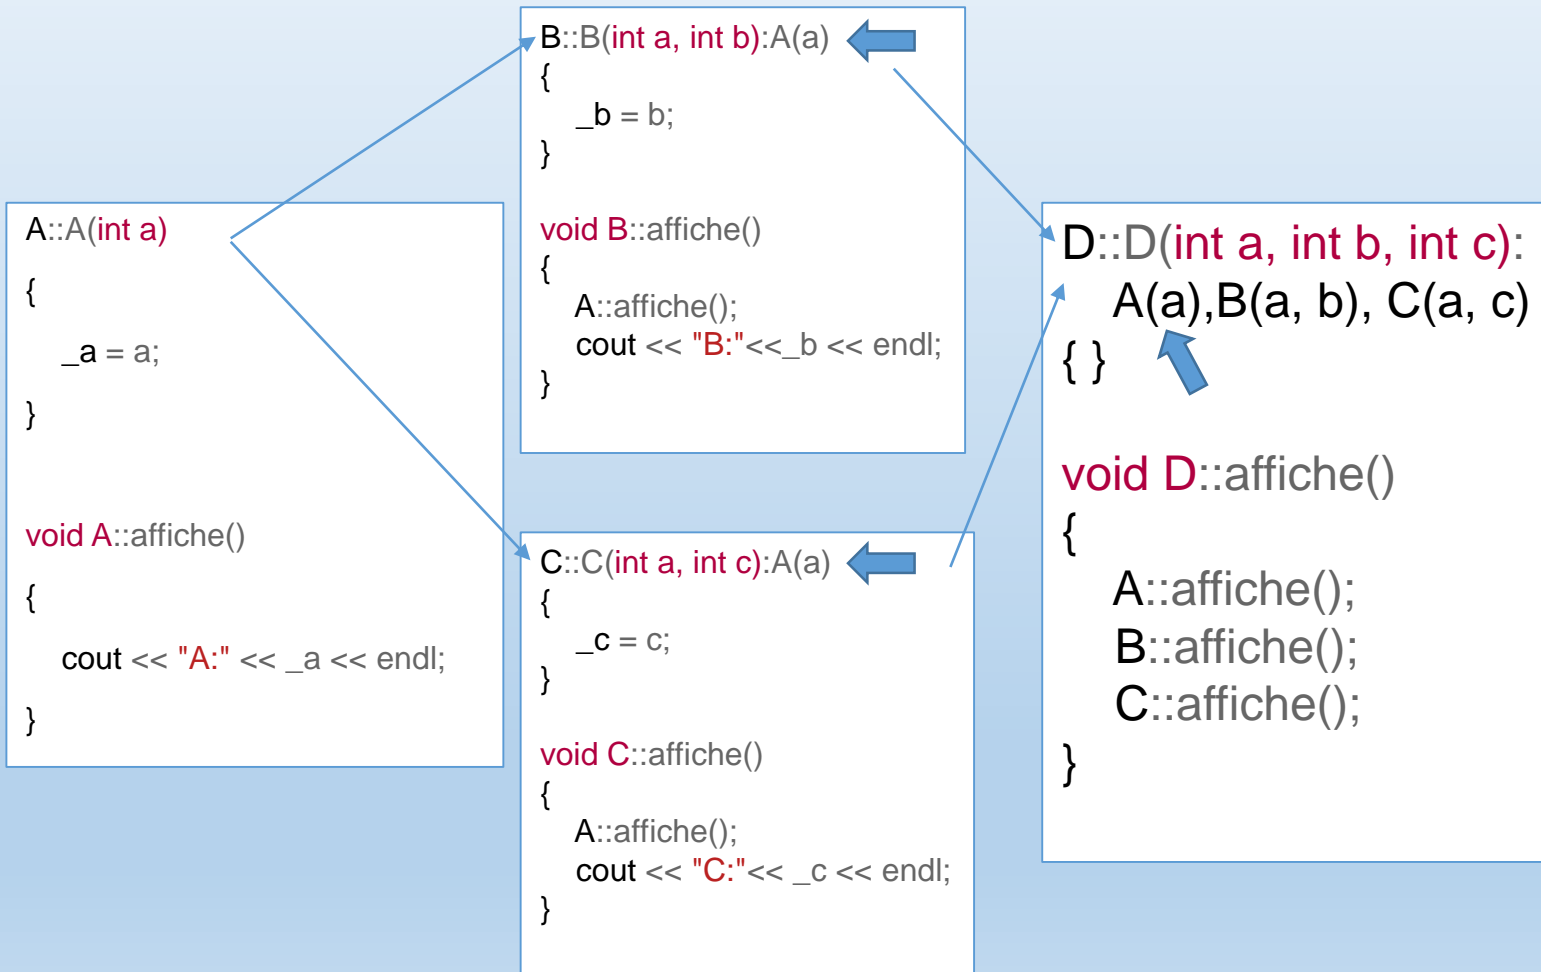 A::A(int a)
{
_a = a;
}
void A::affiche()
{
cout << "A:" << _a << endl;
}
B::B(int a, int b):A(a)
{
_b = b;
}
void B::affiche()
{
A::affiche();
cout << "B:"<<_b << endl;
}
C::C(int a, int c):A(a)
{
_c = c;
}
void C::affiche()
{
A::affiche();
cout << "C:"<< _c << endl;
}
D::D(int a, int b, int c):
A(a),B(a, b), C(a, c)
{ }
void D::affiche()
{
A::affiche();
B::affiche();
C::affiche();
}